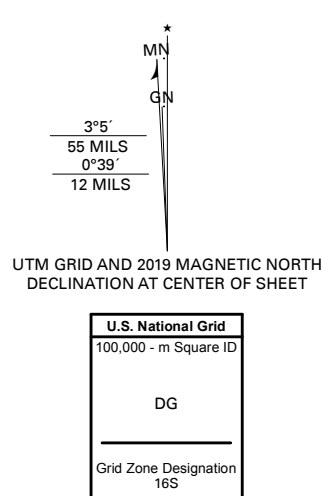 MN
GN
3°5´
55 MILS
0°39´
12 MILS
UTM GRID AND 2019 MAGNETIC NORTH
DECLINATION AT CENTER OF SHEET
U.S. National Grid
100,000 - m Square ID
DG
Grid Zone Designation
16S